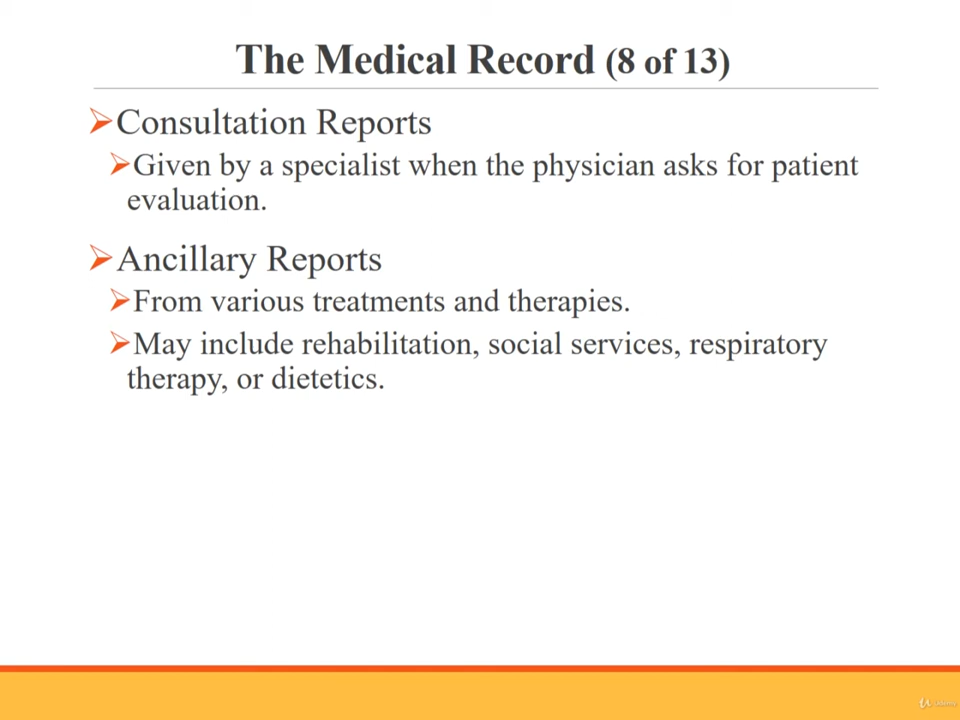 The Medical Record (8 of 13)
Consultation Reports
Given by a specialist when the physician asks for patient
evaluation.
Ancillary Reports
From various treatments and therapies.
May include rehabilitation, social services, respiratory
therapy, or dietetics.
Udemy